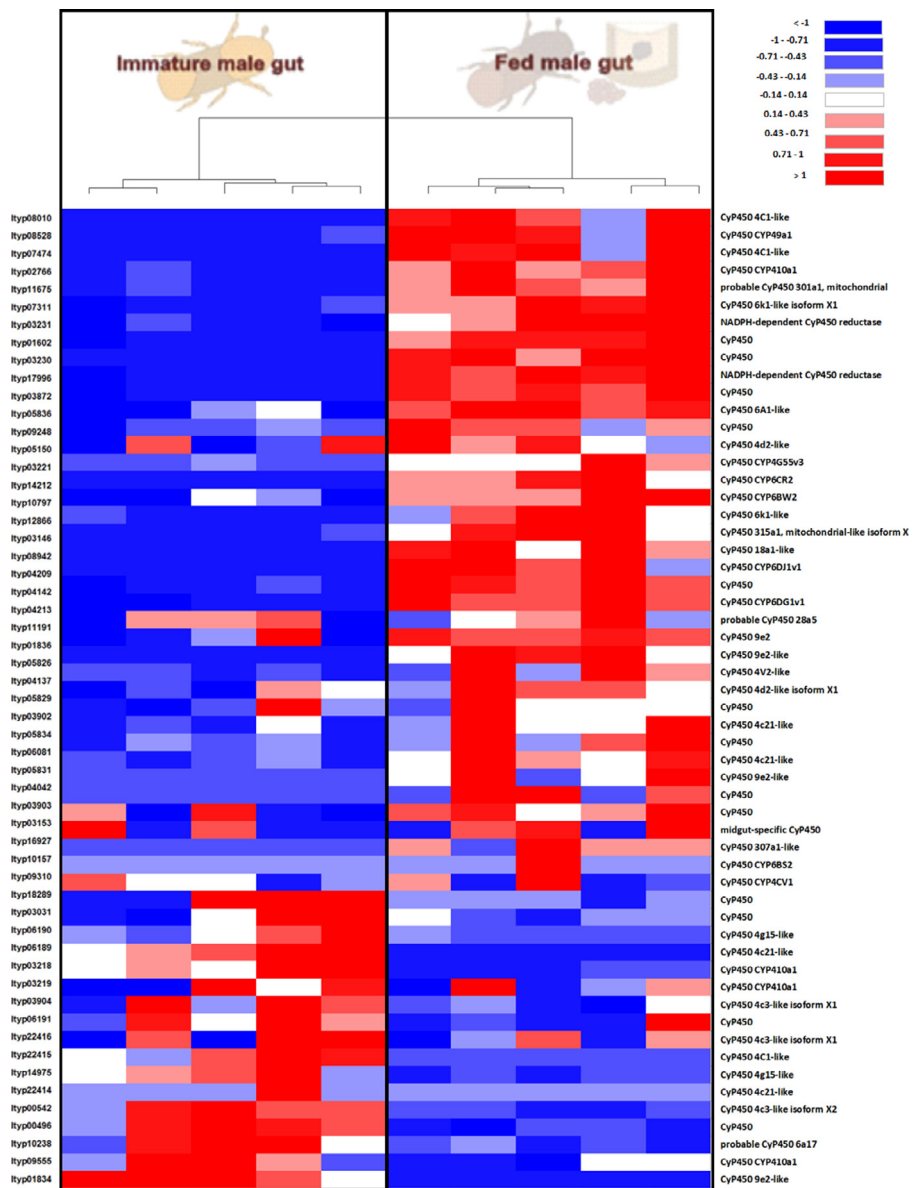 Immature male gut
Fed male gut
< -1
-1 - -0.71
-0.71 - -0.43
-0.43 - -0.14
-0.14 - 0.14
0.14 - 0.43
0.43 - 0.71
0.71 - 1
> 1
Ityp08010
Ityp08528
Ityp07474
Ityp02766
Ityp11675
Ityp07311
Ityp03231
Ityp01602
Ityp03230
Ityp17996
Ityp03872
Ityp05836
Ityp09248
Ityp05150
Ityp03221
Ityp14212
Ityp10797
Ityp12866
Ityp03146
Ityp08942
Ityp04209
Ityp04142
Ityp04213
Ityp11191
Ityp01836
Ityp05826
Ityp04137
Ityp05829
Ityp03902
Ityp05834
Ityp06081
Ityp05831
Ityp04042
Ityp03903
Ityp03153
Ityp16927
Ityp10157
Ityp09310
Ityp18289
Ityp03031
Ityp06190
Ityp06189
Ityp03218
Ityp03219
Ityp03904
Ityp06191
Ityp22416
Ityp22415
Ityp14975
Ityp22414
Ityp00542
Ityp00496
Ityp10238
Ityp09555
Ityp01834
CyP450 4C1-like
CyP450 CYP49a1
CyP450 4C1-like
CyP450 CYP410a1
probable CyP450 301a1, mitochondrial
CyP450 6k1-like isoform X1
NADPH-dependent CyP450 reductase
CyP450
CyP450
NADPH-dependent CyP450 reductase
CyP450
CyP450 6A1-like
CyP450
CyP450 4d2-like
CyP450 CYP4G55v3
CyP450 CYP6CR2
CyP450 CYP6BW2
CyP450 6k1-like
CyP450 315a1, mitochondrial-like isoform X
CyP450 18a1-like
CyP450 CYP6DJ1v1
CyP450
CyP450 CYP6DG1v1
probable CyP450 28a5
CyP450 9e2
CyP450 9e2-like
CyP450 4V2-like
CyP450 4d2-like isoform X1
CyP450
CyP450 4c21-like
CyP450
CyP450 4c21-like
CyP450 9e2-like
CyP450
CyP450
midgut-specific CyP450
CyP450 307a1-like
CyP450 CYP6BS2
CyP450 CYP4CV1
CyP450
CyP450
CyP450 4g15-like
CyP450 4c21-like
CyP450 CYP410a1
CyP450 CYP410a1
CyP450 4c3-like isoform X1
CyP450
CyP450 4c3-like isoform X1
CyP450 4C1-like
CyP450 4g15-like
CyP450 4c21-like
CyP450 4c3-like isoform X2
CyP450
probable CyP450 6a17
CyP450 CYP410a1
CyP450 9e2-like